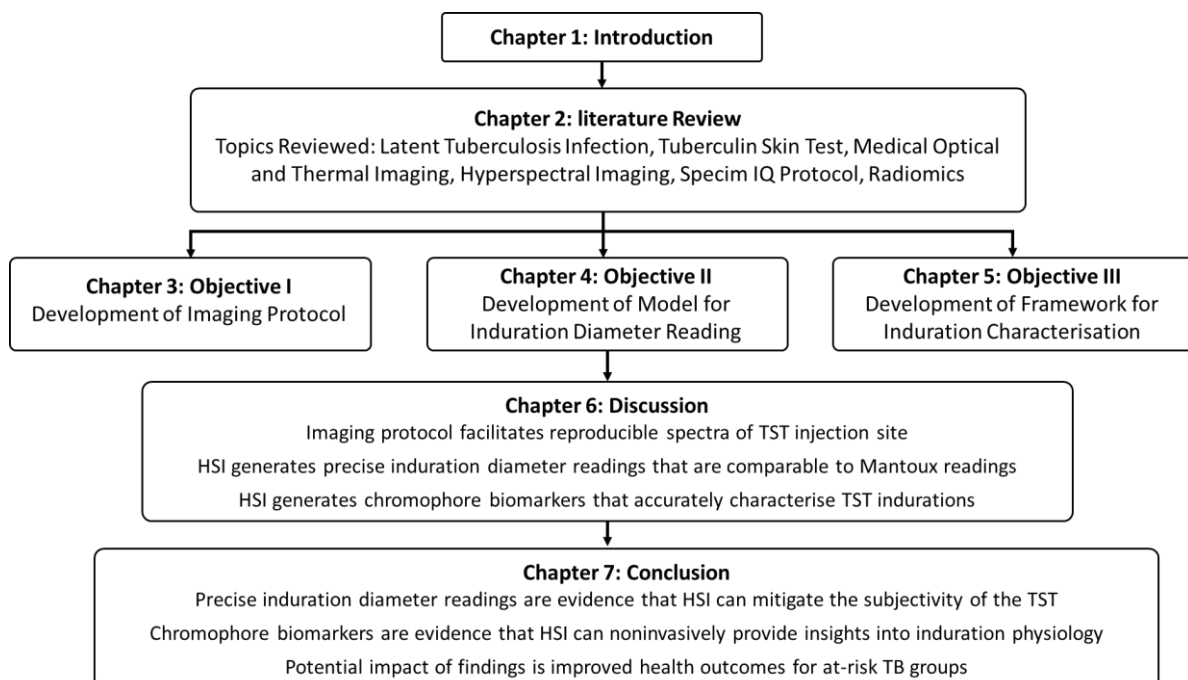 Chapter 1: Introduction
Chapter 2: literature Review
Topics Reviewed: Latent Tuberculosis Infection, Tuberculin Skin Test, Medical Optical
and Thermal Imaging, Hyperspectral Imaging, Specim IQ Protocol, Radiomics
Chapter 3: Objective I
Development of Imaging Protocol
Chapter 4: Objective II
Development of Model for
Induration Diameter Reading
Chapter 5: Objective III
Development of Framework for
Induration Characterisation
Chapter 6: Discussion
Imaging protocol facilitates reproducible spectra of TST injection site
HSI generates precise induration diameter readings that are comparable to Mantoux readings
HSI generates chromophore biomarkers that accurately characterise TST indurations
Chapter 7: Conclusion
Precise induration diameter readings are evidence that HSI can mitigate the subjectivity of the TST
Chromophore biomarkers are evidence that HSI can noninvasively provide insights into induration physiology
Potential impact of findings is improved health outcomes for at-risk TB groups